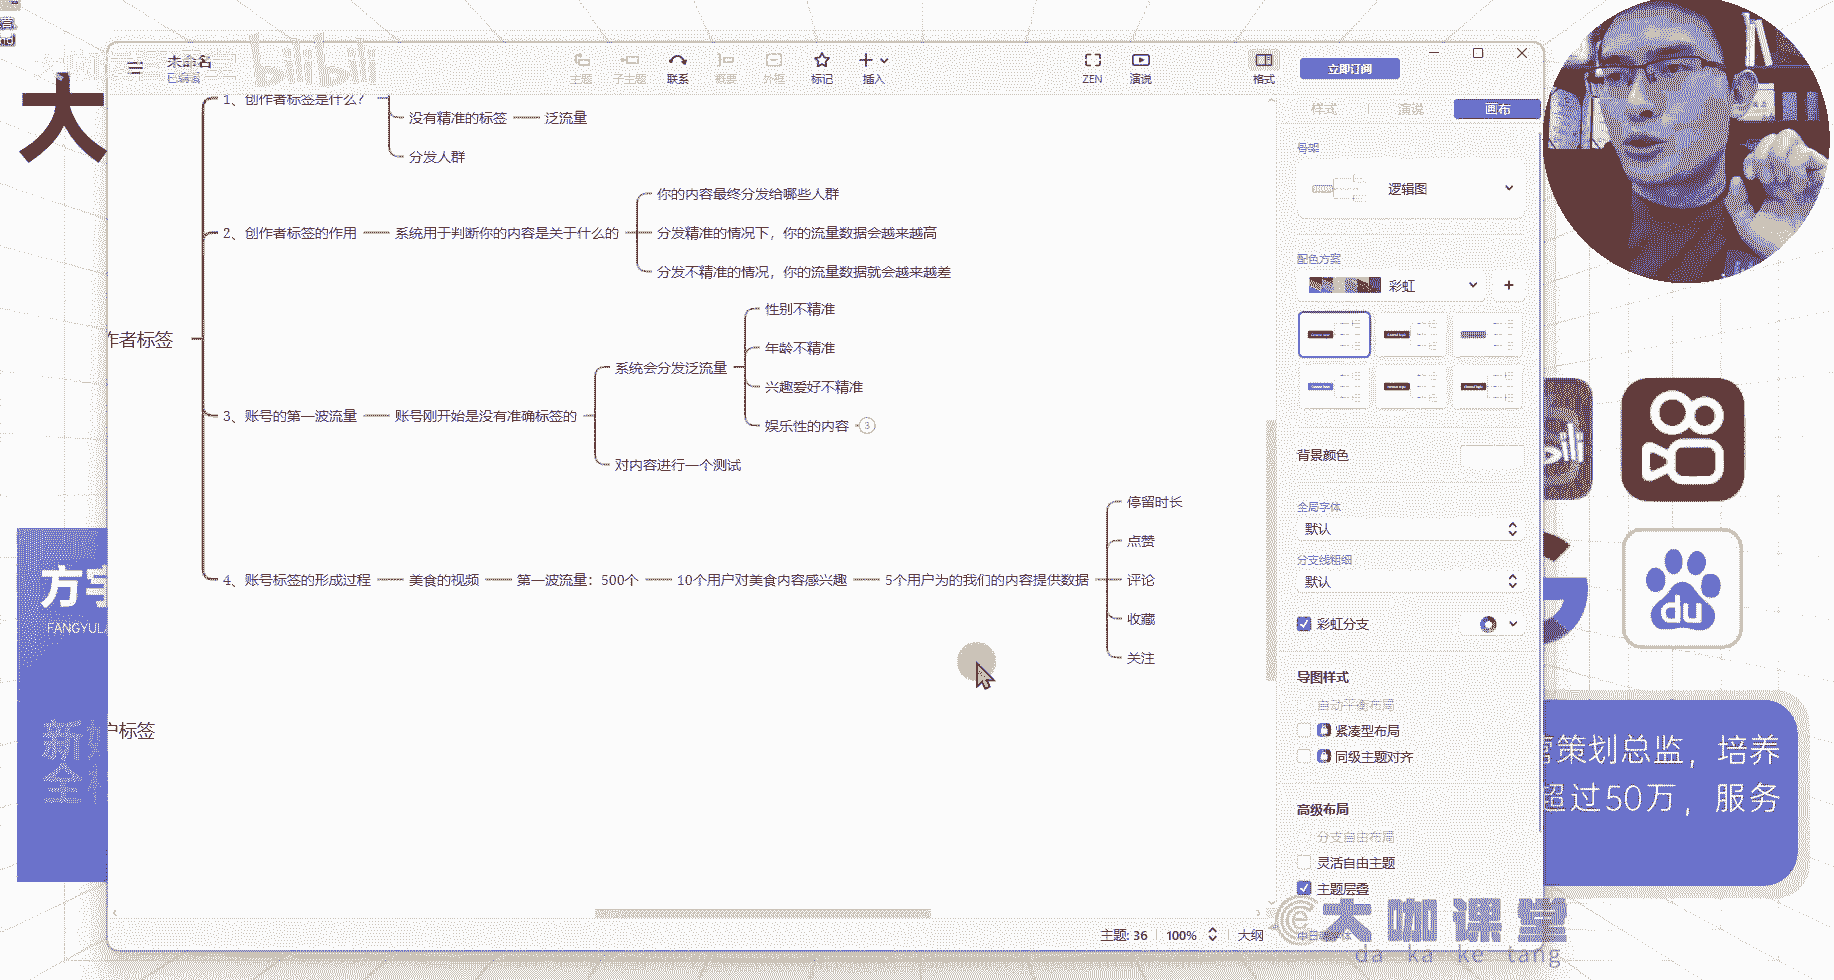 bilibili
大
未命名
已编辑
主题
子主题
联系
概要
外框
标记
插入
ZEN
演说
格式
立即订阅
样式
演说
画布
1、创作者标签是什么?
没有精准的标签
泛流量
分发人群
2、创作者标签的作用
系统用于判断你的内容是关于什么的
你的内容最终分发给哪些人群
分发精准的情况下，你的流量数据会越来越高
分发不精准的情况，你的流量数据就会越来越差
作者标签
3、账号的第一波流量
账号刚开始是没有准确标签的
系统会分发泛流量
性别不精准
年龄不精准
兴趣爱好不精准
娱乐性的内容
3
对内容进行一个测试
4、账号标签的形成过程
美食的视频
第一波流量：500个
10个用户对美食内容感兴趣
5个用户为的我们的内容提供数据
停留时长
点赞
评论
收藏
关注
户标签
骨架
逻辑图
配色方案
彩虹
背景颜色
全局字体
默认
分支线粗细
默认
彩虹分支
导图样式
自动平衡布局
紧凑型布局
同级主题对齐
高级布局
分支自由布局
灵活自由主题
主题层叠
主题: 36
100%
大纲
方宇
FANGYULA
新
全
du
营策划总监，培养
超过50万，服务
大咖课堂
da ka ke tang